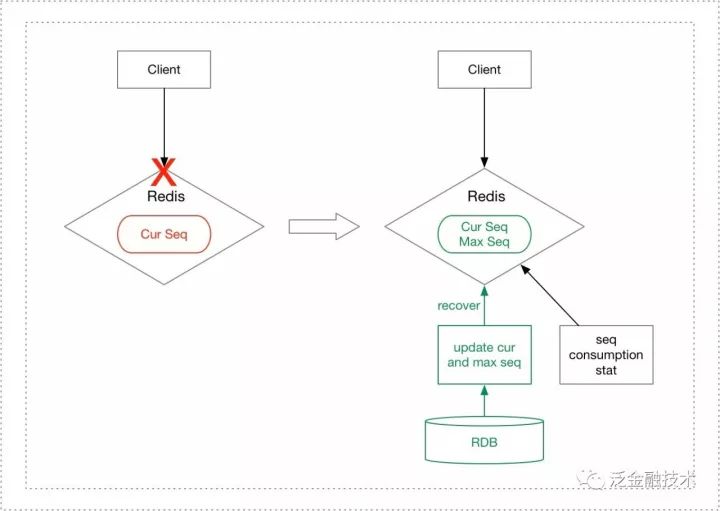 Client
Client
X
Redis
Redis
Cur Seq
Cur Seq
Max Seq
recover
update cur
and max seq
seq
consumption
stat
RDB
泛金融技术